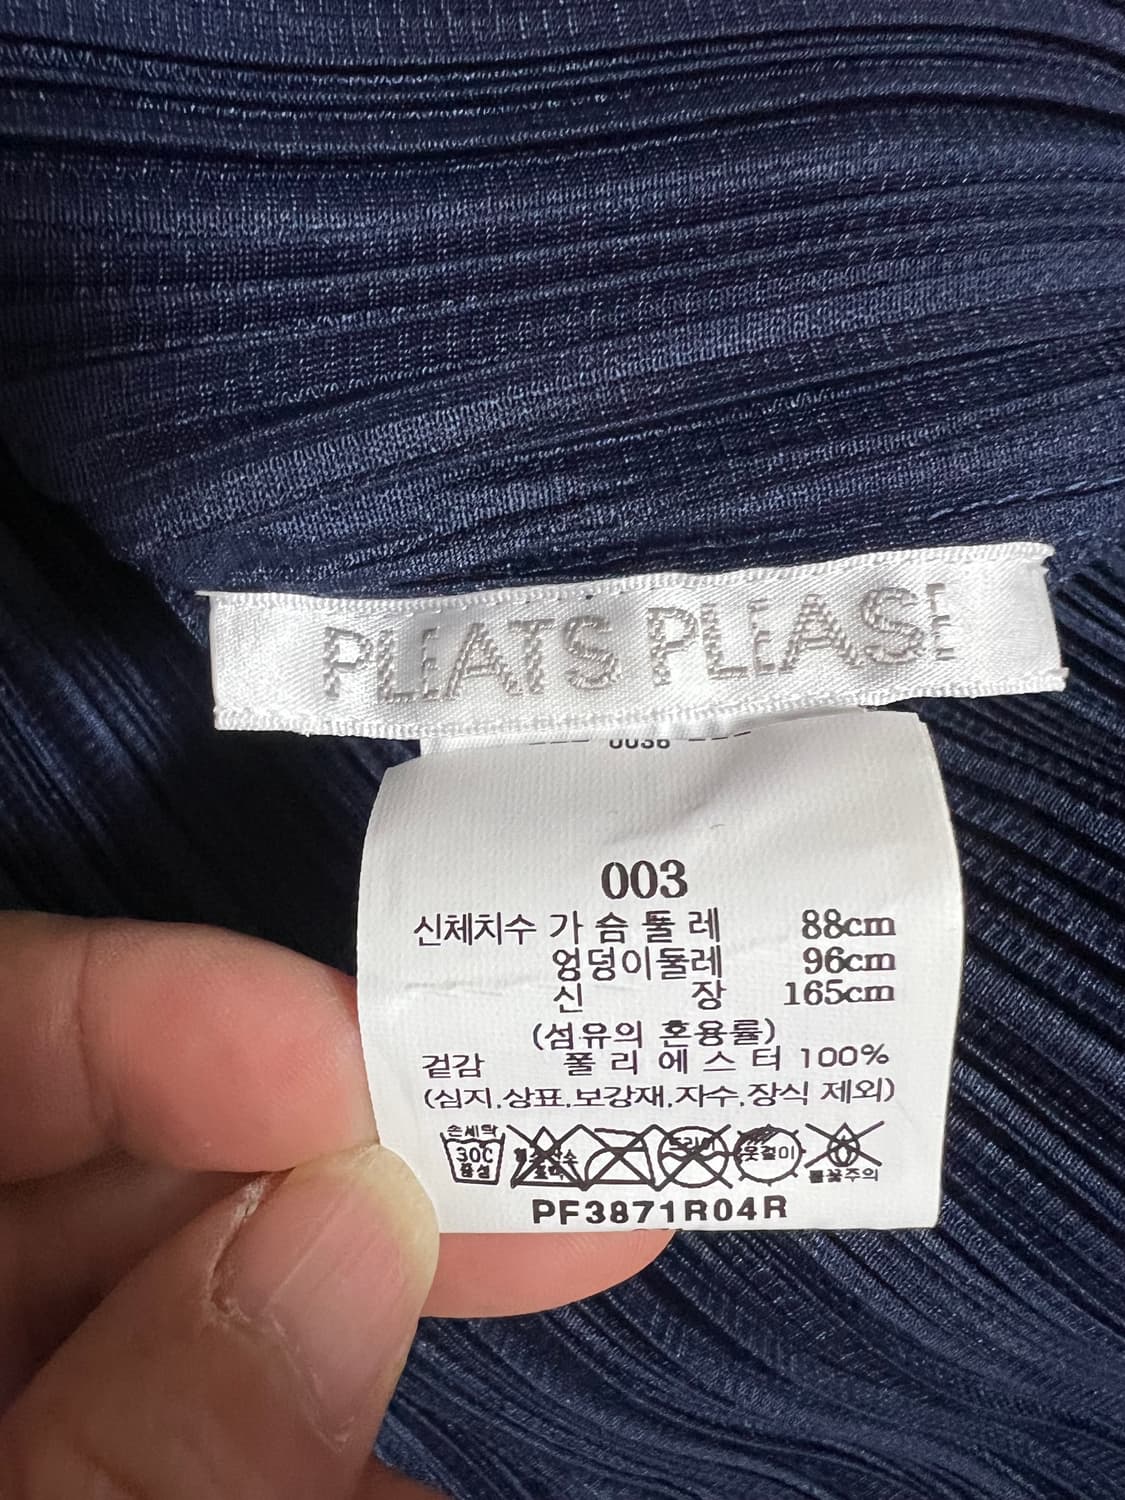 PLEATS PLEASE
003
신체치수 가 슴 둘 레 88cm
엉덩이둘레 96cm
신 장 165cm
(섬유의 혼용률)
겉감 폴 리 에 스 터 100%
(심지,상표,보강재,자수,장식 제외)
손세탁
30C 중성 드라이 옷걸이 불꽃주의
PF3871R04R